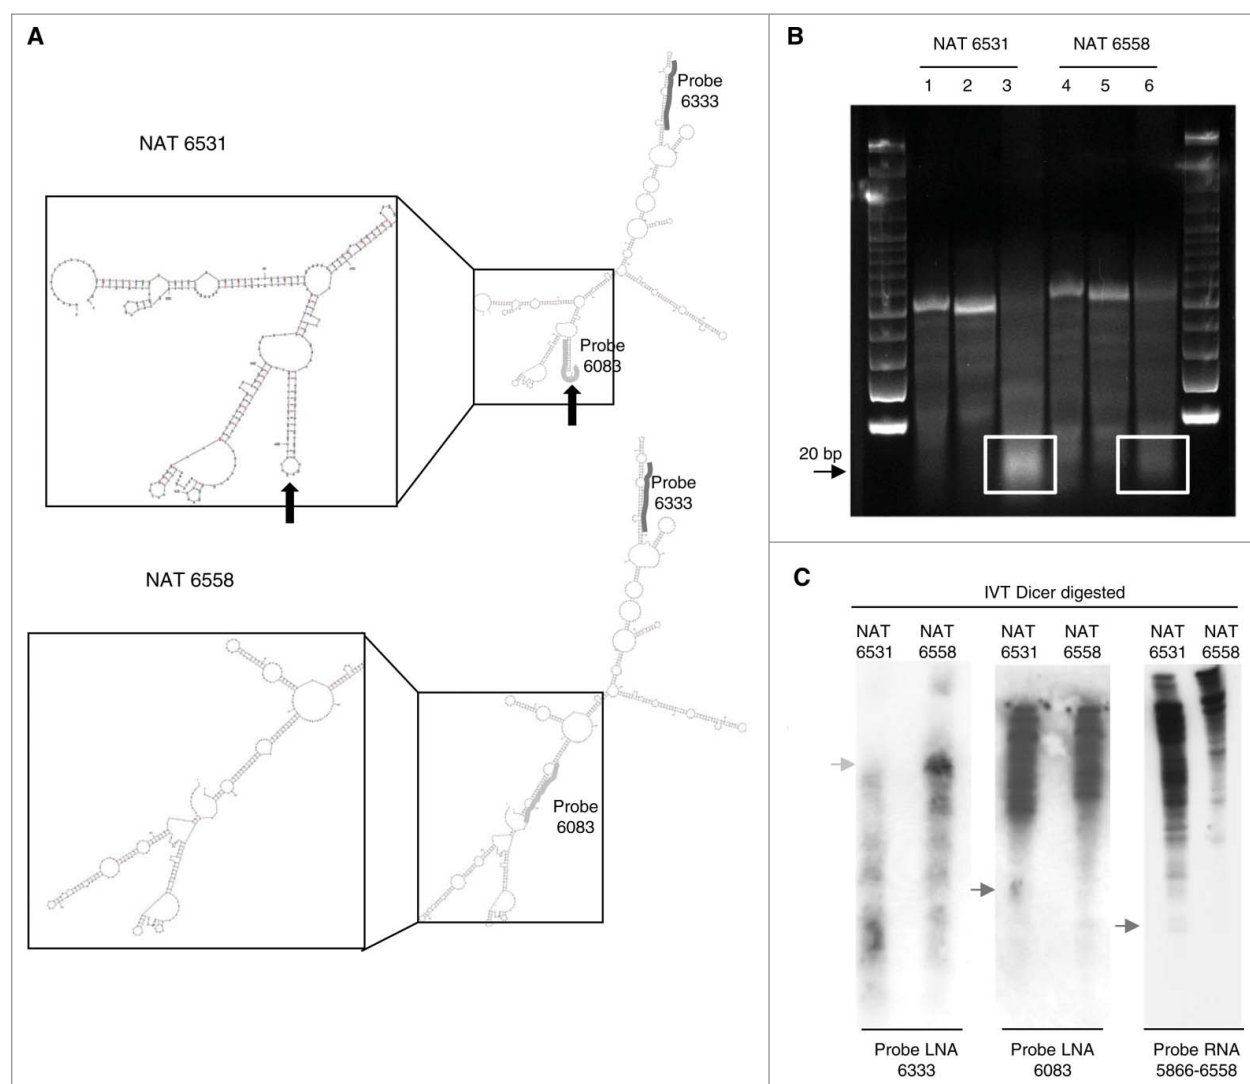 A
Probe
6333
NAT 6531
Probe
6083
Probe
6333
NAT 6558
Probe
6083
B
NAT 6531 NAT 6558
1 2 3 4 5 6
20 bp
C
IVT Dicer digested
NAT NAT NAT NAT NAT NAT
6531 6558 6531 6558 6531 6558
Probe LNA Probe LNA Probe RNA
6333 6083 5866-6558